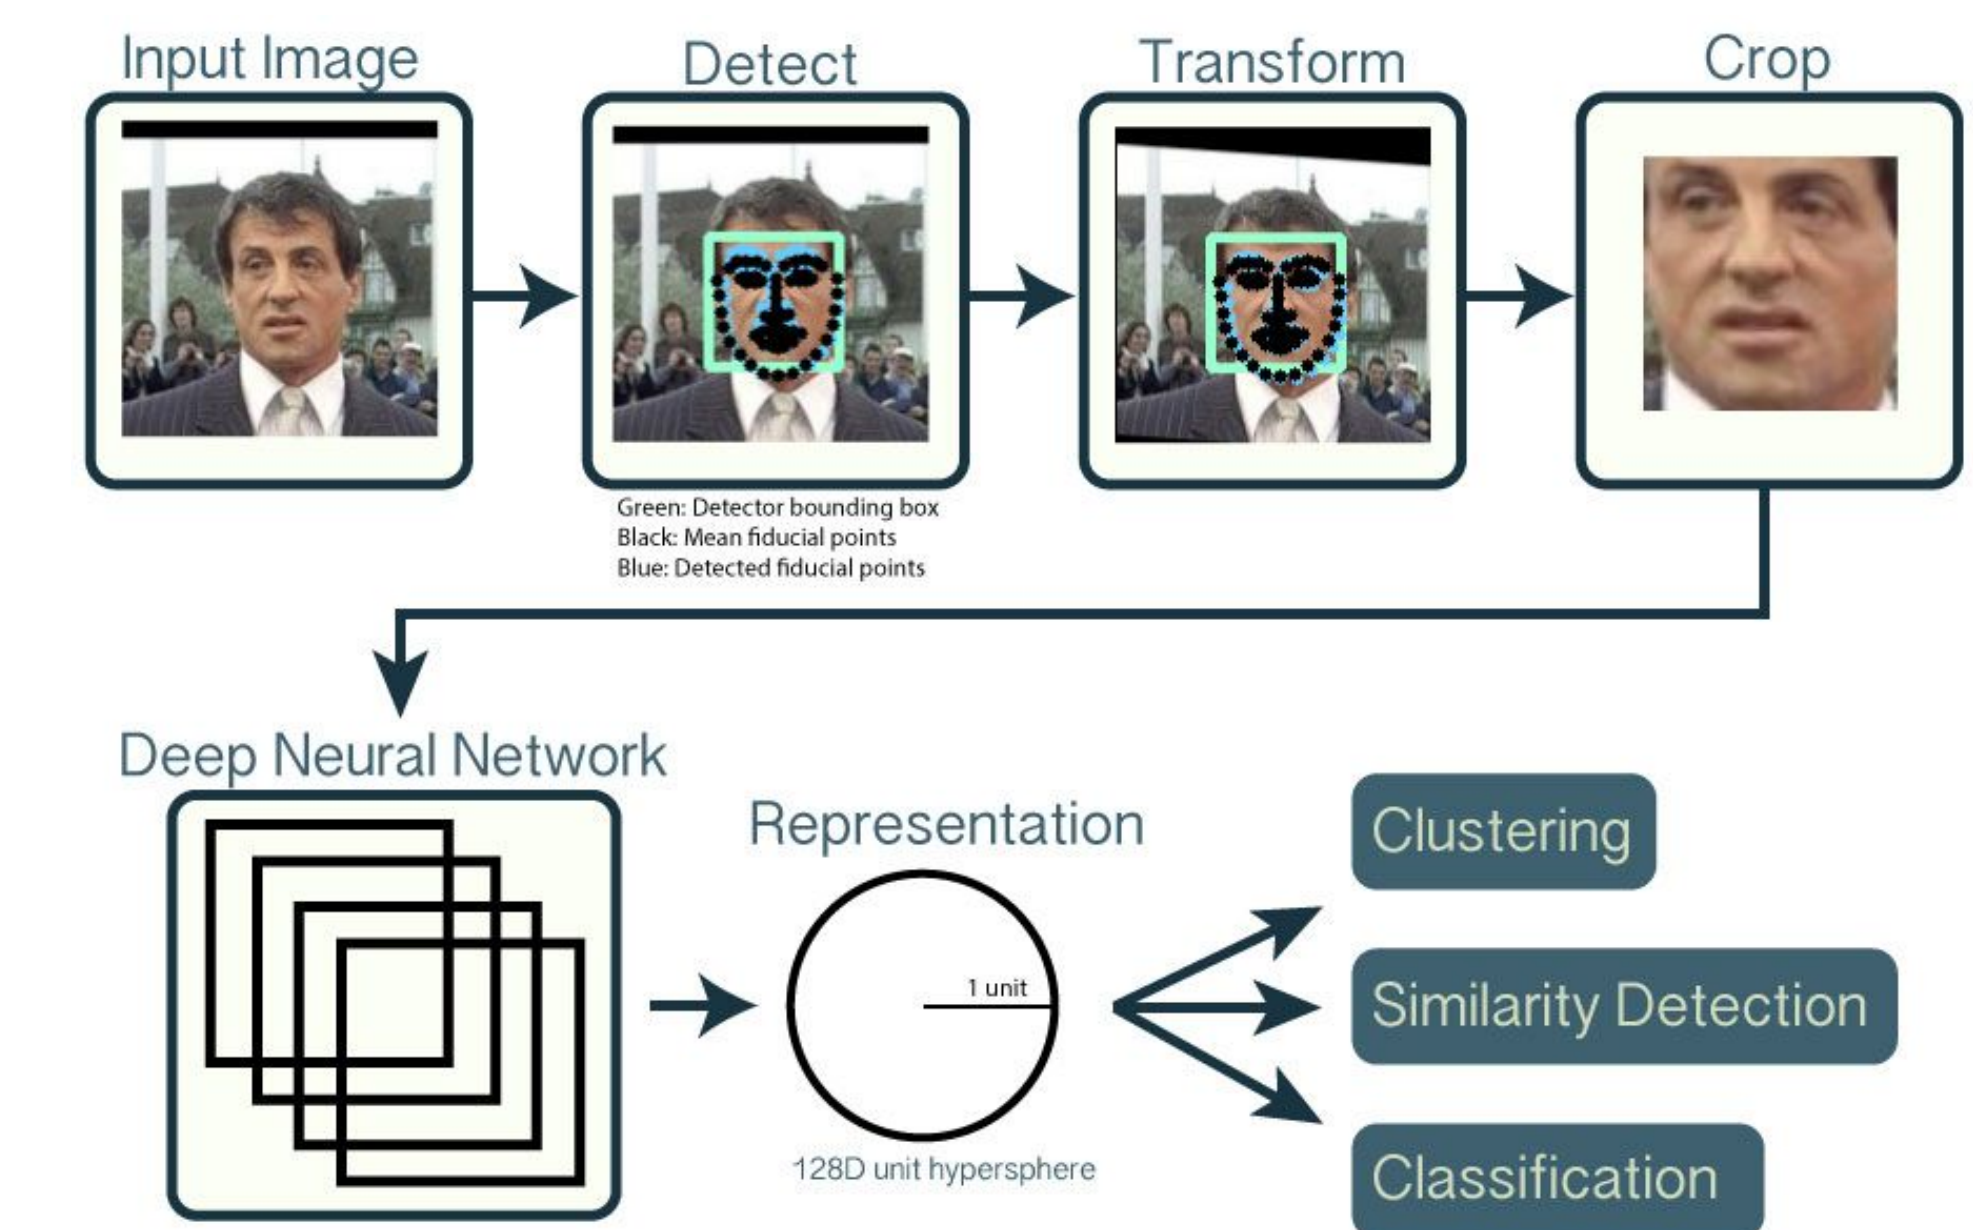 Input Image
Detect
Transform
Crop
Green: Detector bounding box
Black: Mean fiducial points
Blue: Detected fiducial points
Deep Neural Network
Representation
1 unit
128D unit hypersphere
Clustering
Similarity Detection
Classification